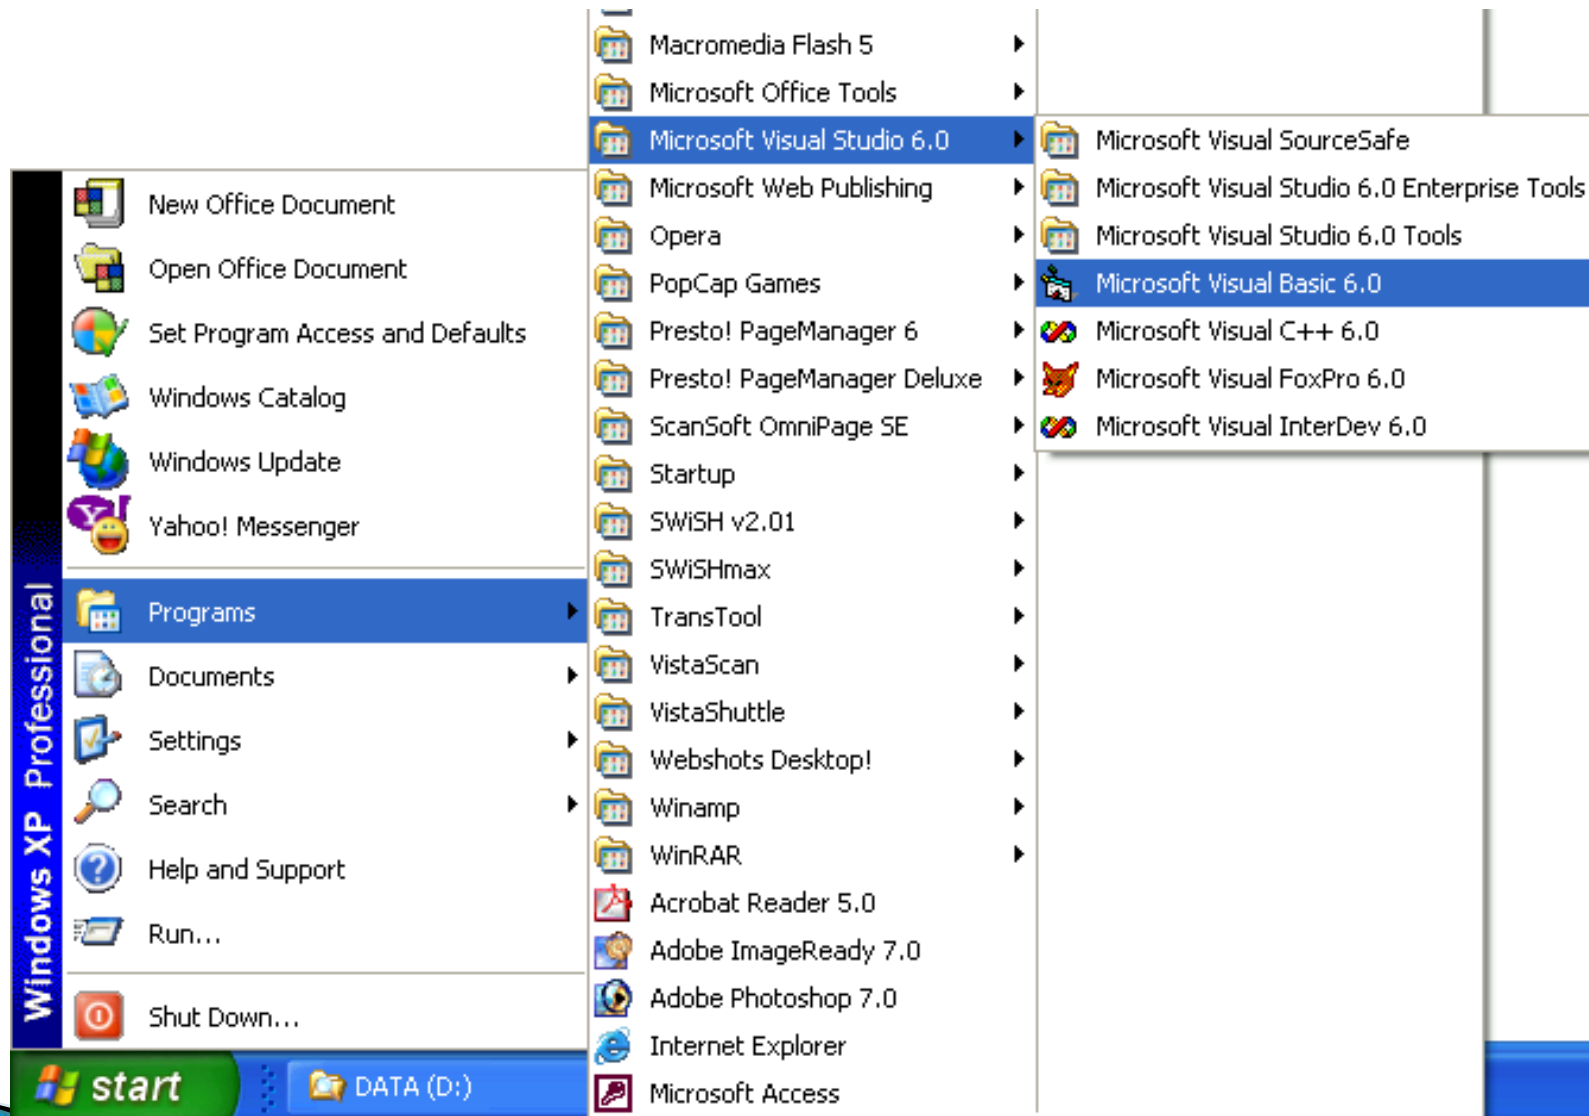 Windows XP Professional
New Office Document
Open Office Document
Set Program Access and Defaults
Windows Catalog
Windows Update
Yahoo! Messenger
Programs
Documents
Settings
Search
Help and Support
Run...
Shut Down...
start
DATA (D:)
Macromedia Flash 5
Microsoft Office Tools
Microsoft Visual Studio 6.0
Microsoft Web Publishing
Opera
PopCap Games
Presto! PageManager 6
Presto! PageManager Deluxe
ScanSoft OmniPage SE
Startup
SWiSH v2.01
SWiSHmax
TransTool
VistaScan
VistaShuttle
Webshots Desktop!
Winamp
WinRAR
Acrobat Reader 5.0
Adobe ImageReady 7.0
Adobe Photoshop 7.0
Internet Explorer
Microsoft Access
Microsoft Visual SourceSafe
Microsoft Visual Studio 6.0 Enterprise Tools
Microsoft Visual Studio 6.0 Tools
Microsoft Visual Basic 6.0
Microsoft Visual C++ 6.0
Microsoft Visual FoxPro 6.0
Microsoft Visual InterDev 6.0